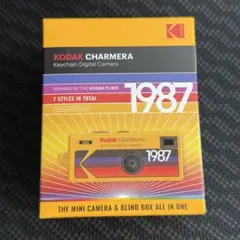 KODAK
KODAK CHARMERA
Keychain Digital Camera
INSPIRED BY THE KODAK FLING
7 STYLES IN TOTAL
1987
Kodak Charmera
1987
THE MINI CAMERA & BLIND BOX ALL IN ONE